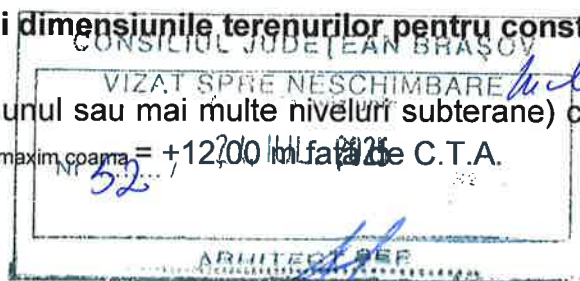 i dimensiunile terenurilor pentru const
CONSILIUL JUDEȚEAN BRAȘOV
VIZAT SPRE NESCHIMBARE
unul sau mai multe niveluri subterane) c
maxim coama = +12,00 m față de C.T.A.
Nr 52 /
ARHITECT ȘEF